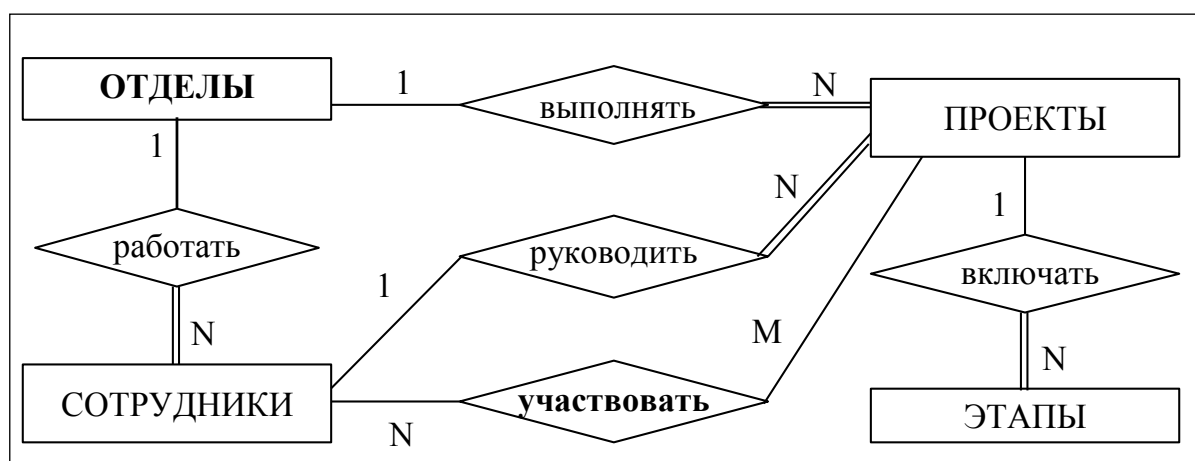 ОТДЕЛЫ
1
выполнять
N
ПРОЕКТЫ
1
работать
N
руководить
1
N
1
включать
N
СОТРУДНИКИ
N
участвовать
M
ЭТАПЫ